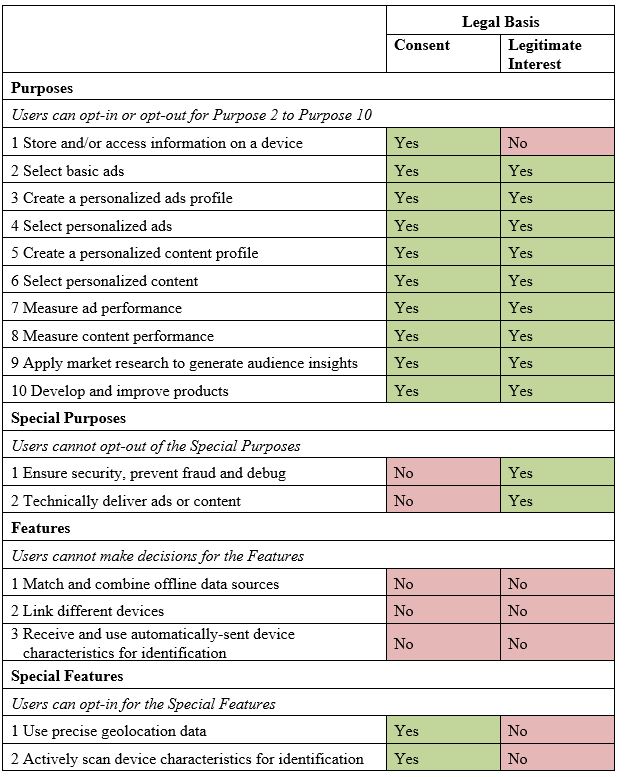 Legal Basis
Consent Legitimate
Interest
Purposes
Users can opt-in or opt-out for Purpose 2 to Purpose 10
1 Store and/or access information on a device Yes No
2 Select basic ads Yes Yes
3 Create a personalized ads profile Yes Yes
4 Select personalized ads Yes Yes
5 Create a personalized content profile Yes Yes
6 Select personalized content Yes Yes
7 Measure ad performance Yes Yes
8 Measure content performance Yes Yes
9 Apply market research to generate audience insights Yes Yes
10 Develop and improve products Yes Yes
Special Purposes
Users cannot opt-out of the Special Purposes
1 Ensure security, prevent fraud and debug No Yes
2 Technically deliver ads or content No Yes
Features
Users cannot make decisions for the Features
1 Match and combine offline data sources No No
2 Link different devices No No
3 Receive and use automatically-sent device
characteristics for identification No No
Special Features
Users can opt-in for the Special Features
1 Use precise geolocation data Yes No
2 Actively scan device characteristics for identification Yes No